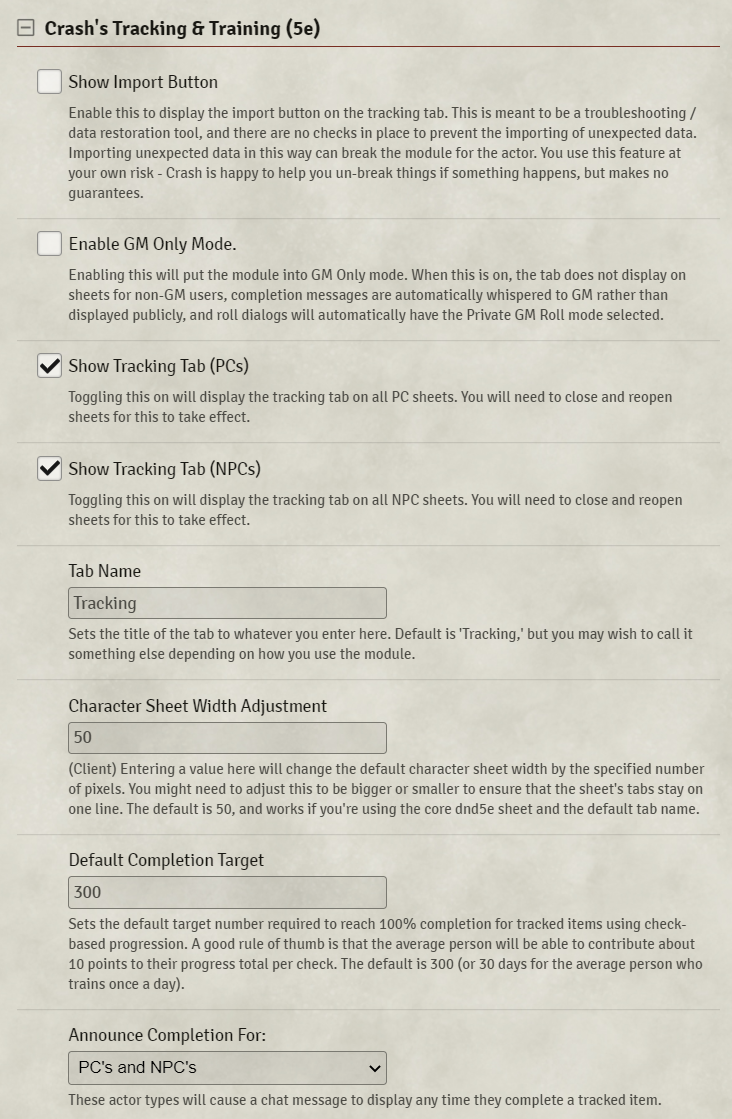 Crash's Tracking & Training (5e)
Show Import Button
Enable this to display the import button on the tracking tab. This is meant to be a troubleshooting /
data restoration tool, and there are no checks in place to prevent the importing of unexpected data.
Importing unexpected data in this way can break the module for the actor. You use this feature at
your own risk - Crash is happy to help you un-break things if something happens, but makes no
guarantees.
Enable GM Only Mode.
Enabling this will put the module into GM Only mode. When this is on, the tab does not display on
sheets for non-GM users, completion messages are automatically whispered to GM rather than
displayed publicly, and roll dialogs will automatically have the Private GM Roll mode selected.
Show Tracking Tab (PCs)
Toggling this on will display the tracking tab on all PC sheets. You will need to close and reopen
sheets for this to take effect.
Show Tracking Tab (NPCs)
Toggling this on will display the tracking tab on all NPC sheets. You will need to close and reopen
sheets for this to take effect.
Tab Name
Tracking
Sets the title of the tab to whatever you enter here. Default is 'Tracking,' but you may wish to call it
something else depending on how you use the module.
Character Sheet Width Adjustment
50
(Client) Entering a value here will change the default character sheet width by the specified number
of pixels. You might need to adjust this to be bigger or smaller to ensure that the sheet's tabs stay on
one line. The default is 50, and works if you're using the core dnd5e sheet and the default tab name.
Default Completion Target
300
Sets the default target number required to reach 100% completion for tracked items using check-
based progression. A good rule of thumb is that the average person will be able to contribute about
10 points to their progress total per check. The default is 300 (or 30 days for the average person who
trains once a day).
Announce Completion For:
PC's and NPC's
These actor types will cause a chat message to display any time they complete a tracked item.